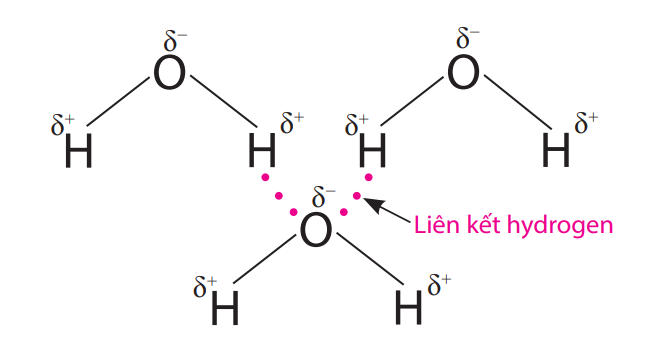 δ⁻ δ⁻
O O
δ⁺ δ⁺ δ⁺ δ⁺
H H H H
δ⁻
O
Liên kết hydrogen
δ⁺ δ⁺
H H